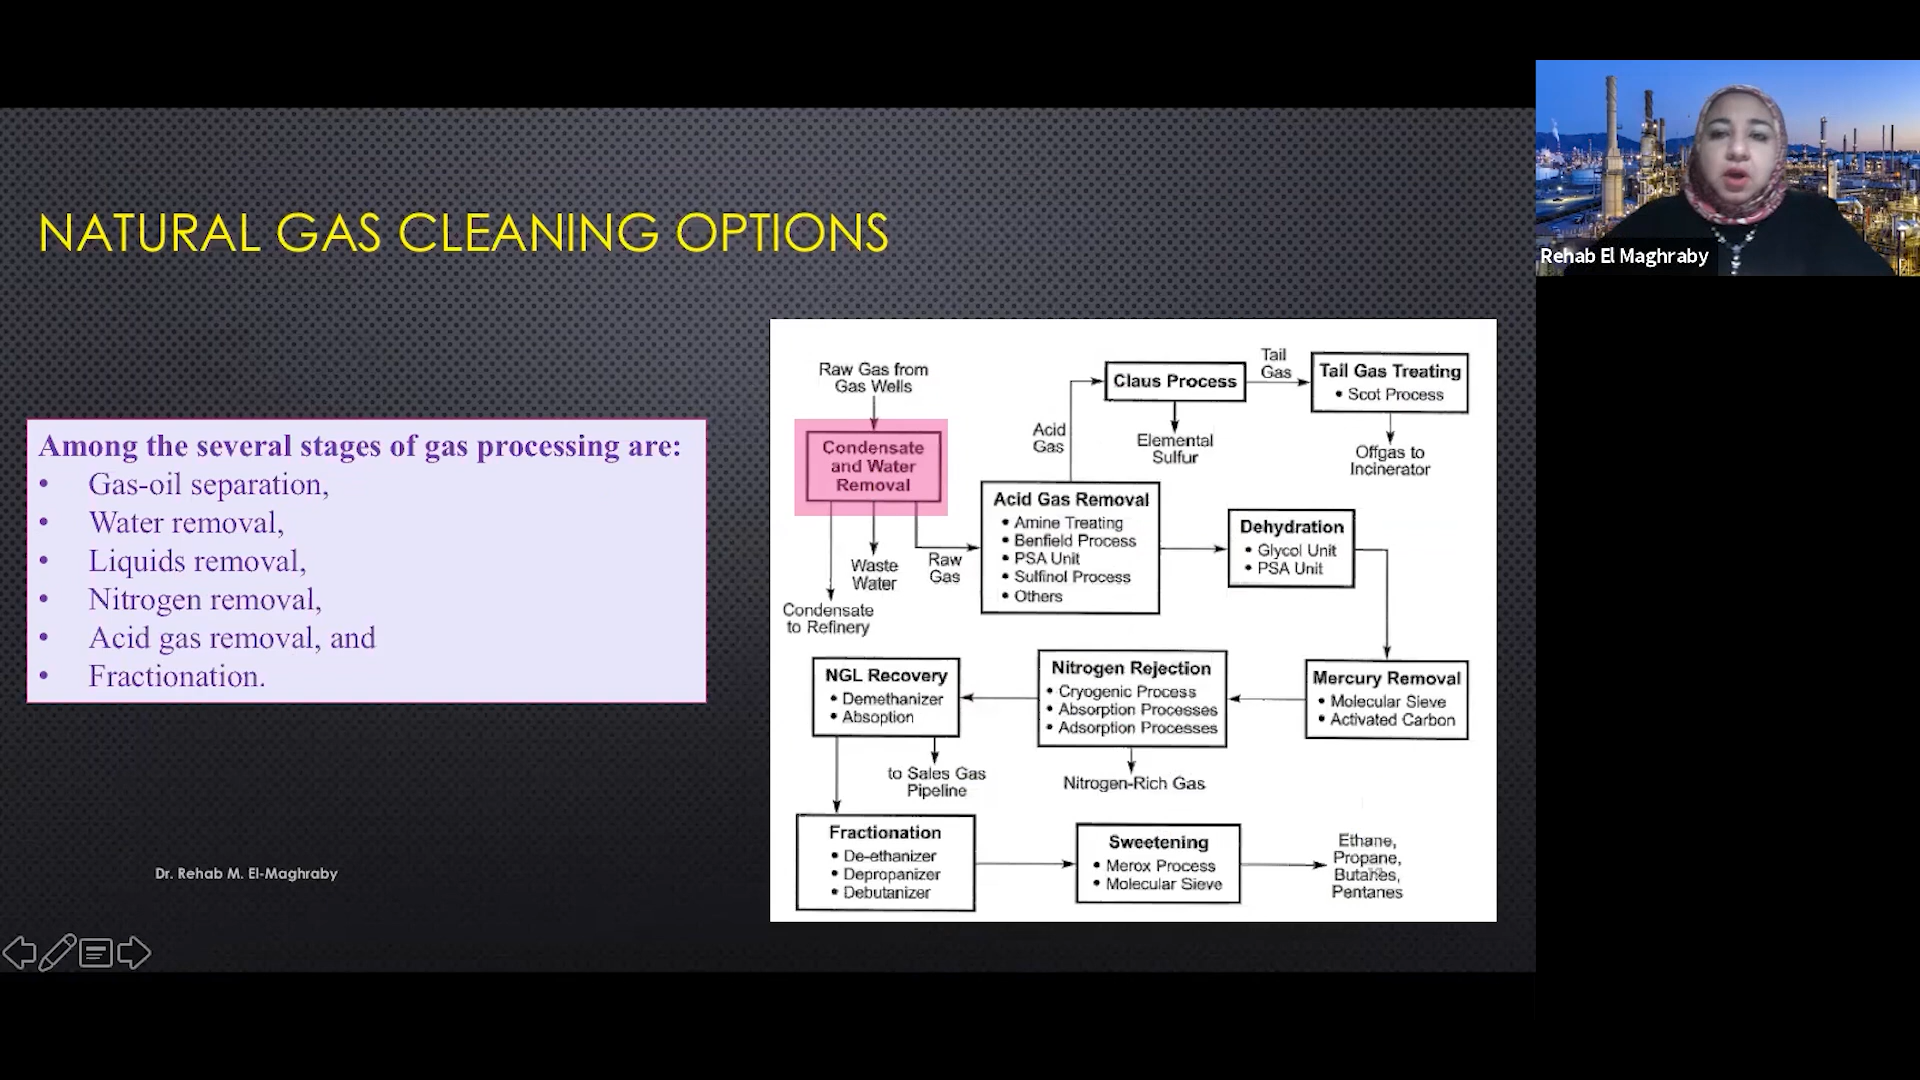 NATURAL GAS CLEANING OPTIONS
Rehab El Maghraby
Among the several stages of gas processing are:
• Gas-oil separation,
• Water removal,
• Liquids removal,
• Nitrogen removal,
• Acid gas removal, and
• Fractionation.
Raw Gas from
Gas Wells
Condensate
and Water
Removal
Waste
Water
Condensate
to Refinery
Raw
Gas
Acid
Gas
Claus Process
Elemental
Sulfur
Tail
Gas
Tail Gas Treating
• Scot Process
Offgas to
Incinerator
Acid Gas Removal
• Amine Treating
• Benfield Process
• PSA Unit
• Sulfinol Process
• Others
Dehydration
• Glycol Unit
• PSA Unit
Mercury Removal
• Molecular Sieve
• Activated Carbon
Nitrogen Rejection
• Cryogenic Process
• Absorption Processes
• Adsorption Processes
Nitrogen-Rich Gas
NGL Recovery
• Demethanizer
• Absoption
to Sales Gas
Pipeline
Fractionation
• De-ethanizer
• Depropanizer
• Debutanizer
Sweetening
• Merox Process
• Molecular Sieve
Ethane,
Propane,
Butanes,
Pentanes
Dr. Rehab M. El-Maghraby